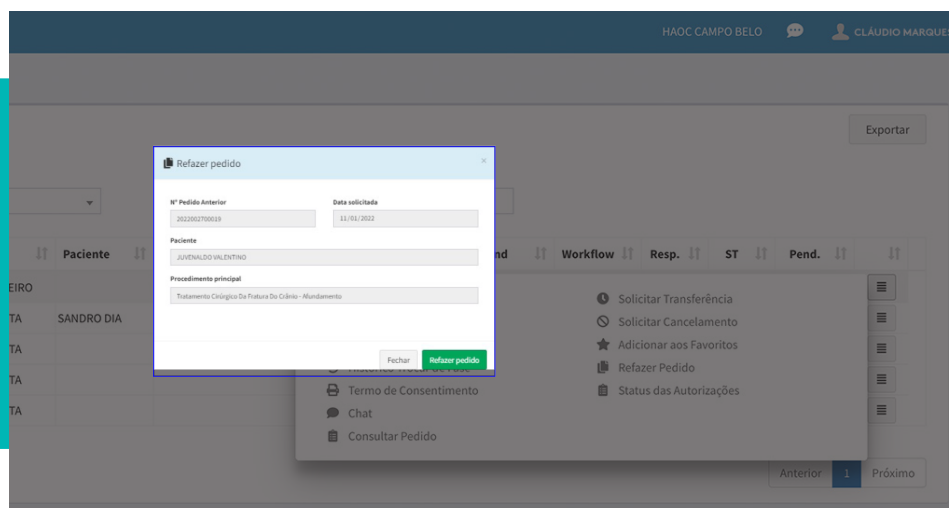 HAOC CAMPO BELO
CLÁUDIO MARQUES
Exportar
Refazer pedido ×
Nº Pedido Anterior Data solicitada
2022002700019 11/01/2022
Paciente
JUVENALDO VALENTINO
Procedimento principal
Tratamento Cirúrgico Da Fratura Do Crânio - Afundamento
Fechar Refazer pedido
Paciente nd Workflow Resp. ST Pend.
EIRO
TA SANDRO DIA
TA
TA
TA
Solicitar Transferência
Solicitar Cancelamento
Adicionar aos Favoritos
Refazer Pedido
Termo de Consentimento Status das Autorizações
Chat
Consultar Pedido
Anterior 1 Próximo